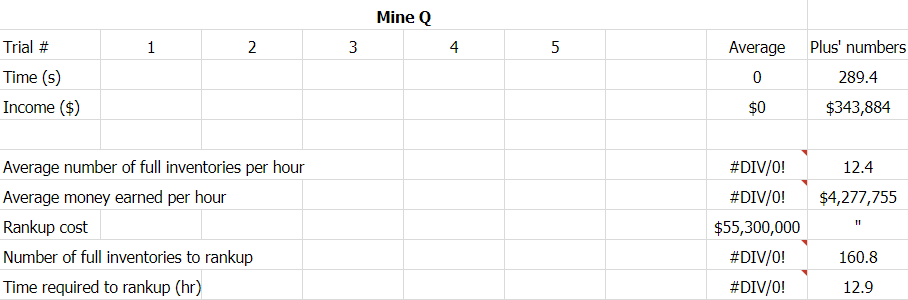 Mine Q
Trial # 1 2 3 4 5 Average Plus' numbers
Time (s) 0 289.4
Income ($) $0 $343,884
Average number of full inventories per hour #DIV/0! 12.4
Average money earned per hour #DIV/0! $4,277,755
Rankup cost $55,300,000 "
Number of full inventories to rankup #DIV/0! 160.8
Time required to rankup (hr) #DIV/0! 12.9